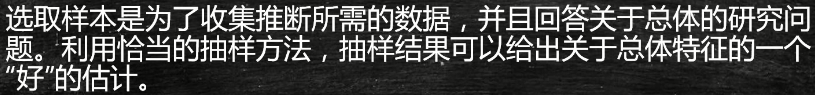 选取样本是为了收集推断所需的数据，并且回答关于总体的研究问
题。利用恰当的抽样方法，抽样结果可以给出关于总体特征的一个
“好”的估计。